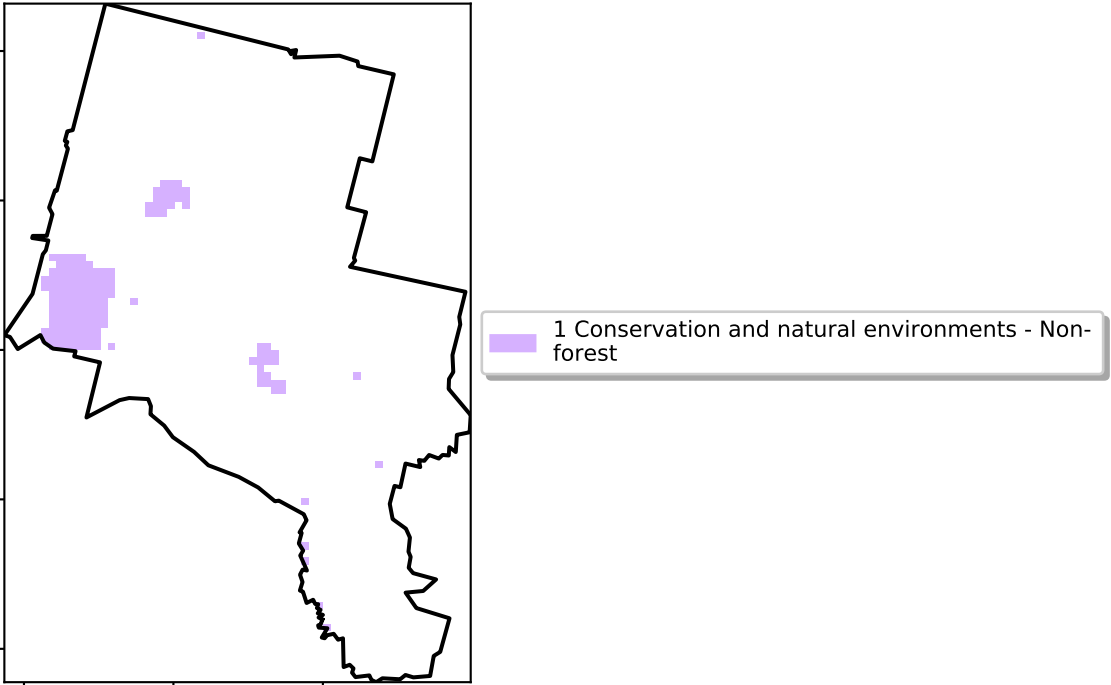 1 Conservation and natural environments - Non-
forest